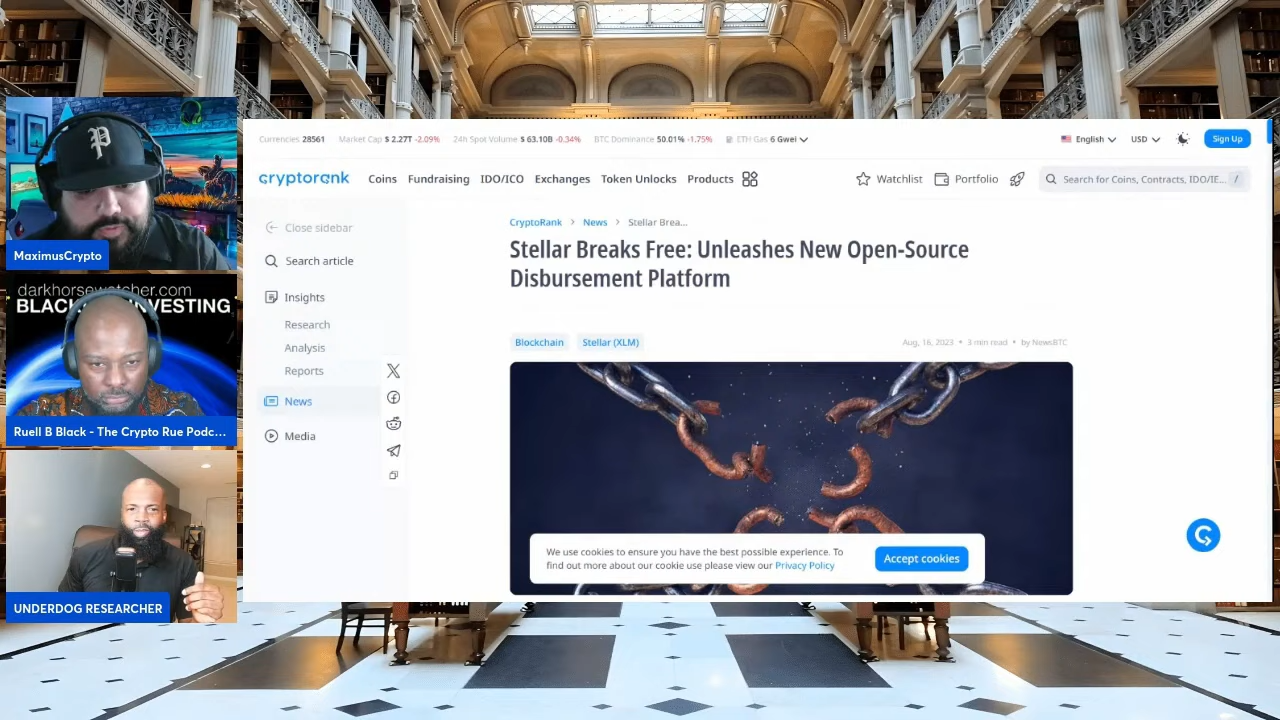 P
MaximusCrypto
darkhorsewatcher.com
Ruell B Black - The Crypto Rue Podc...
UNDERDOG RESEARCHER
Currencies 28561 Market Cap $ 2.27T -2.09% 24h Spot Volume $ 63.10B -0.34% BTC Dominance 50.01% -1.75% ETH Gas 6 Gwei English USD Sign Up
cryptorank Coins Fundraising IDO/ICO Exchanges Token Unlocks Products Watchlist Portfolio Search for Coins, Contracts, IDO/IE... /
Close sidebar
Search article
Insights
Research
Analysis
Reports
News
Media
CryptoRank > News > Stellar Brea...
Stellar Breaks Free: Unleashes New Open-Source
Disbursement Platform
Blockchain Stellar (XLM) Aug, 16, 2023 • 3 min read • by NewsBTC
We use cookies to ensure you have the best possible experience. To
find out more about our cookie use please view our Privacy Policy
Accept cookies